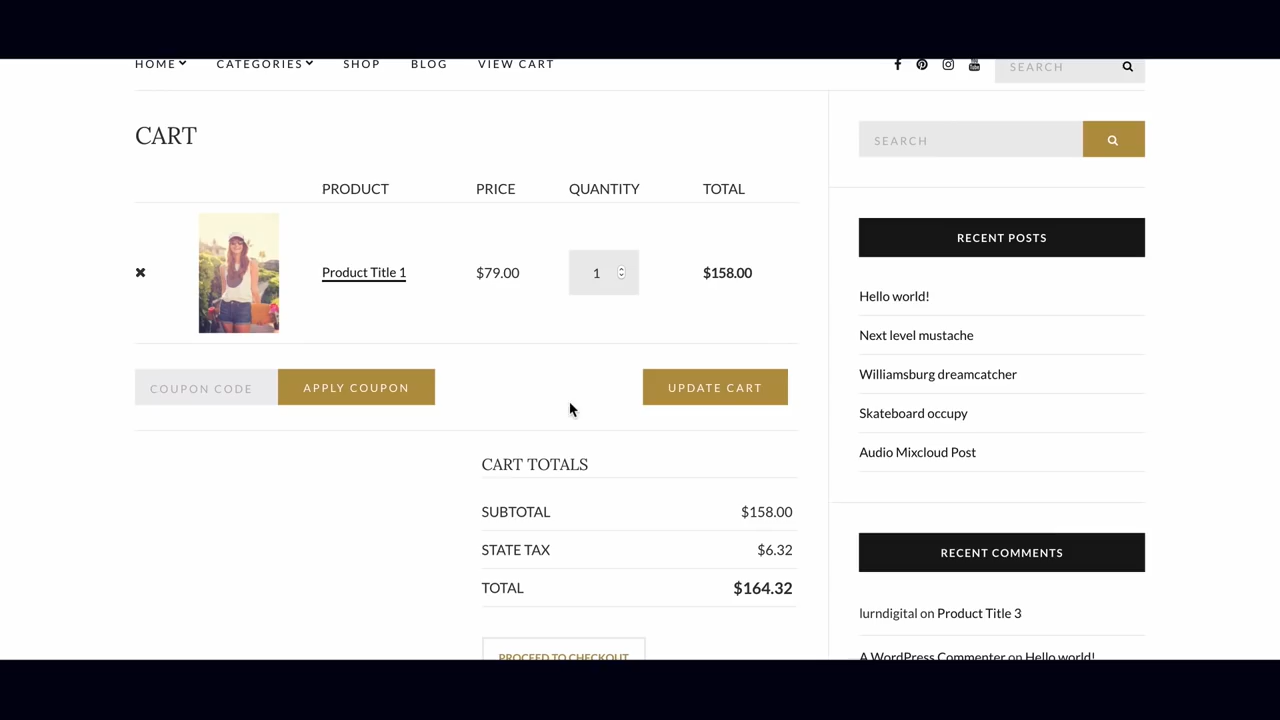 HOME CATEGORIES SHOP BLOG VIEW CART SEARCH
CART
SEARCH
PRODUCT PRICE QUANTITY TOTAL
Product Title 1 $79.00 1 $158.00
COUPON CODE APPLY COUPON UPDATE CART
CART TOTALS
SUBTOTAL $158.00
STATE TAX $6.32
TOTAL $164.32
PROCEED TO CHECKOUT
RECENT POSTS
Hello world!
Next level mustache
Williamsburg dreamcatcher
Skateboard occupy
Audio Mixcloud Post
RECENT COMMENTS
lurndigital on Product Title 3
A WordPress Commenter on Hello world!